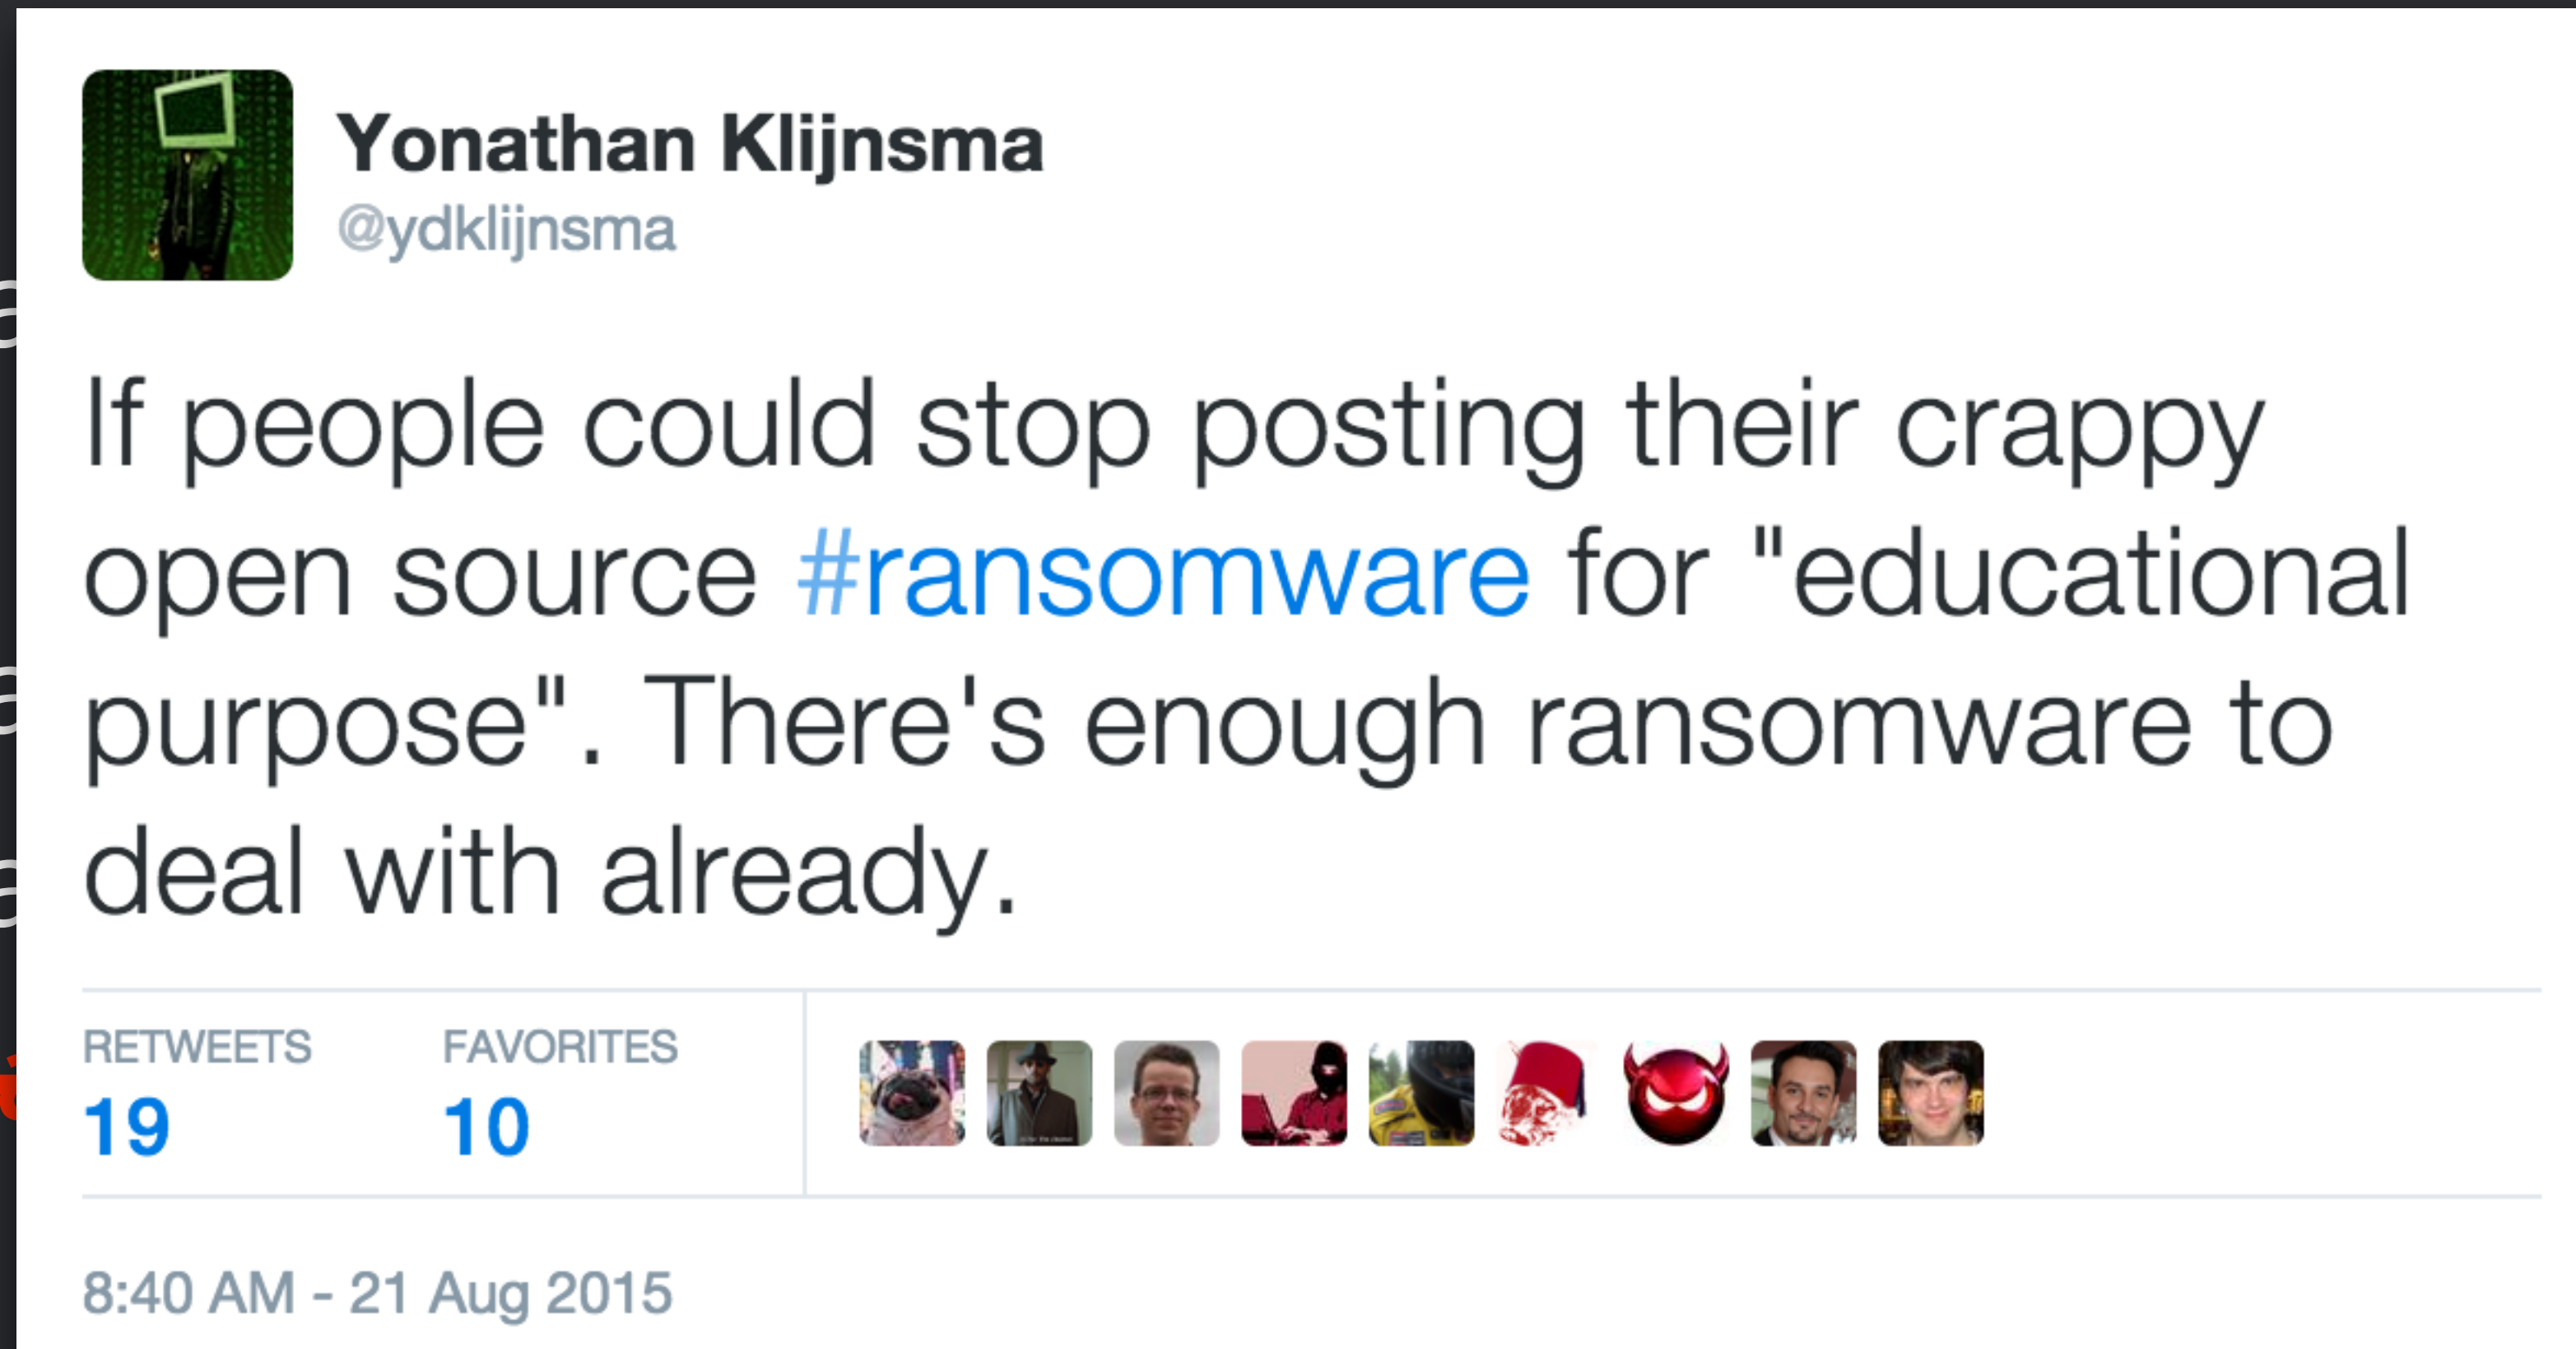 Yonathan Klijnsma
@ydklijnsma
If people could stop posting their crappy
open source #ransomware for "educational
purpose". There's enough ransomware to
deal with already.
RETWEETS FAVORITES
19 10
8:40 AM - 21 Aug 2015